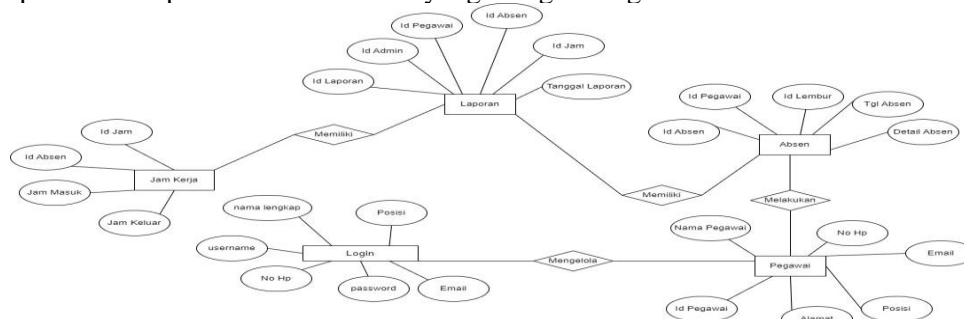 Id Absen
Id Pegawai
Id Admin
Id Jam
Id Laporan
Tanggal Laporan
Laporan
Id Pegawai
Id Lembur
Tgl Absen
Id Absen
Detail Absen
Absen
Id Jam
Memiliki
Id Absen
Jam Kerja
Jam Masuk
Jam Keluar
Memiliki
Melakukan
nama lengkap
Posisi
Nama Pegawai
No Hp
username
Login
Mengelola
Pegawai
Email
No Hp
password
Email
Id Pegawai
Alamat
Posisi